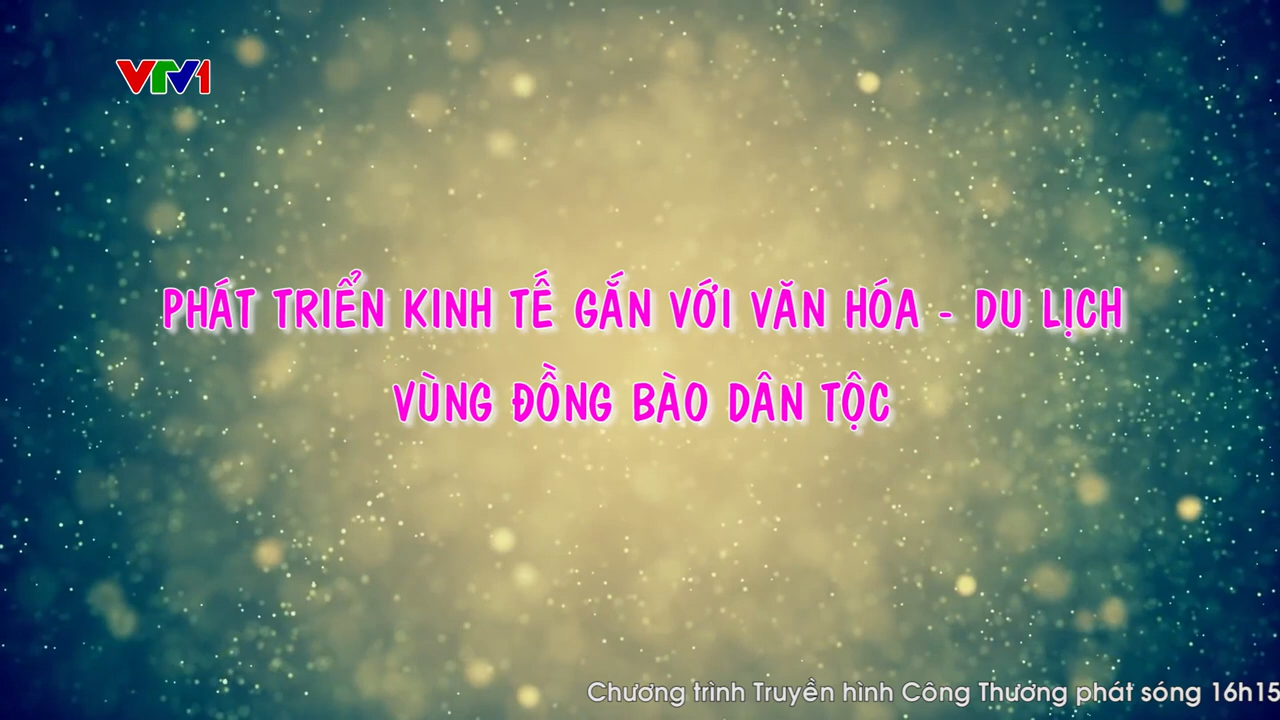 VTV1
PHÁT TRIỂN KINH TẾ GẮN VỚI VĂN HÓA - DU LỊCH
VÙNG ĐỒNG BÀO DÂN TỘC
Chương trình Truyền hình Công Thương phát sóng 16h15